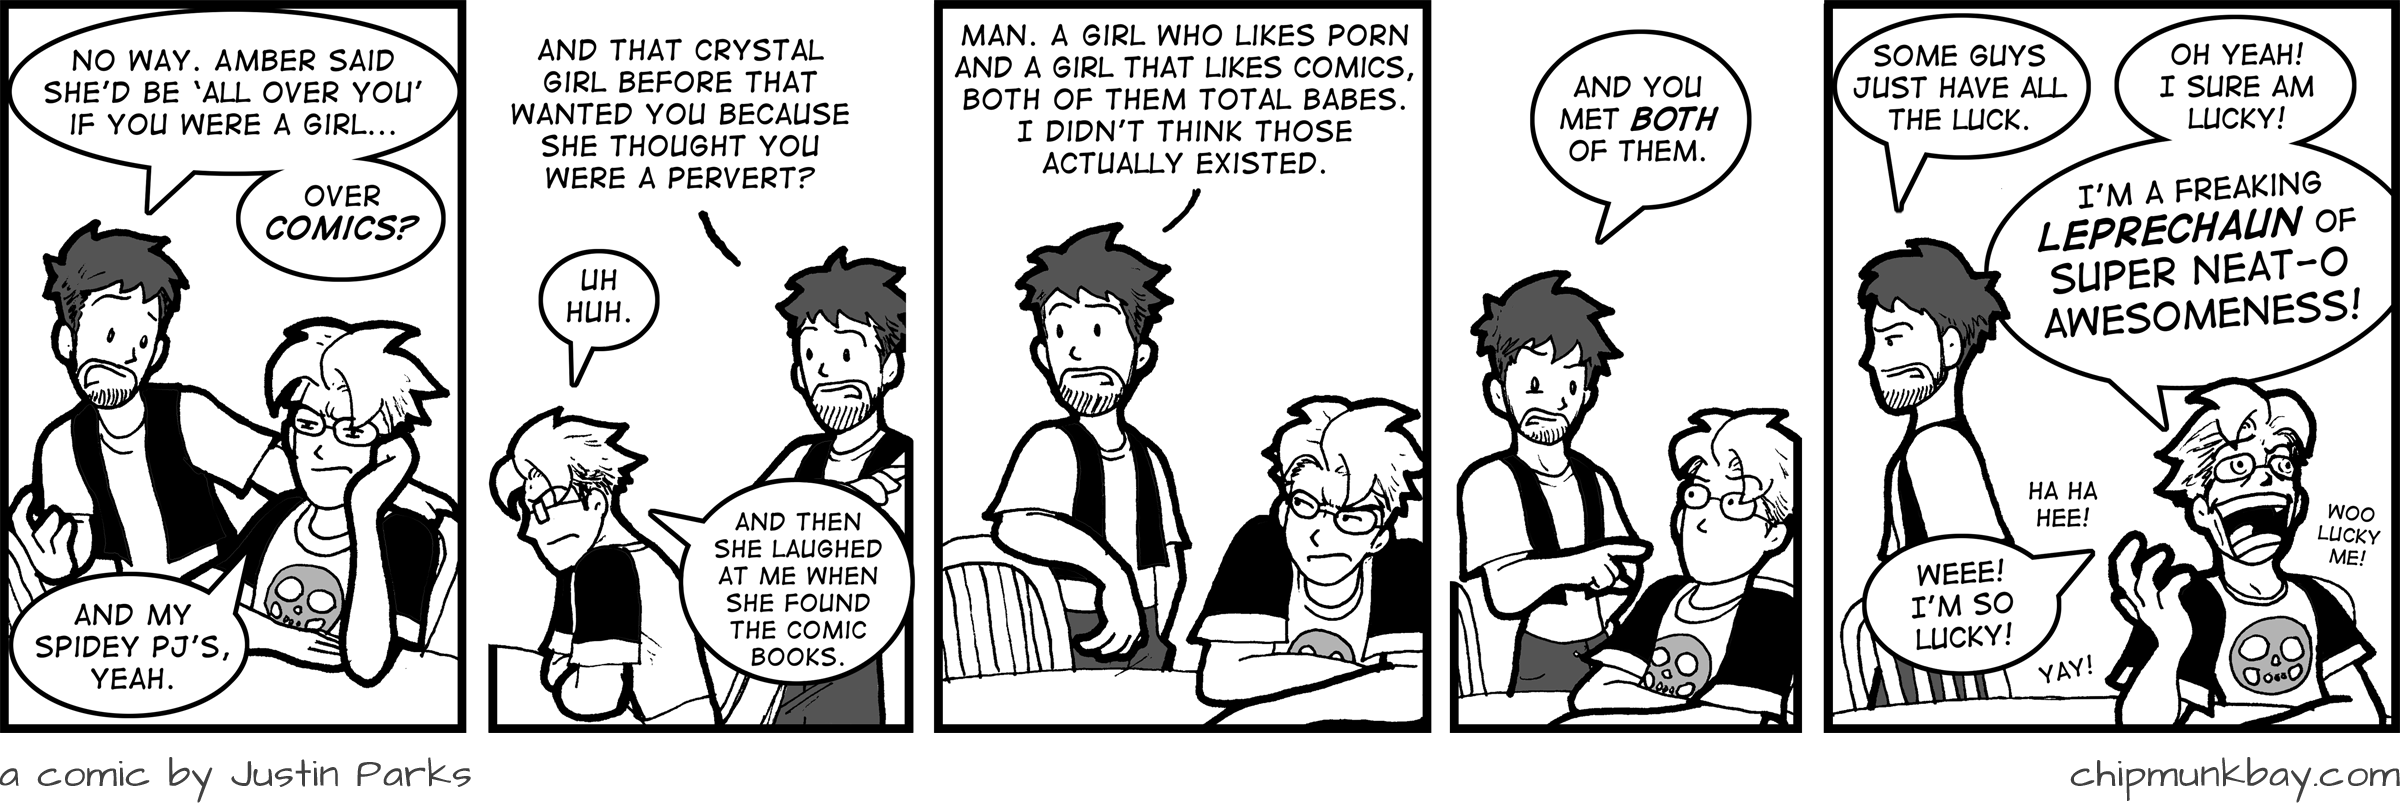 NO WAY. AMBER SAID
SHE'D BE 'ALL OVER YOU'
IF YOU WERE A GIRL...
OVER
COMICS?
AND MY
SPIDEY PJ'S,
YEAH.
AND THAT CRYSTAL
GIRL BEFORE THAT
WANTED YOU BECAUSE
SHE THOUGHT YOU
WERE A PERVERT?
UH
HUH.
AND THEN
SHE LAUGHED
AT ME WHEN
SHE FOUND
THE COMIC
BOOKS.
MAN. A GIRL WHO LIKES PORN
AND A GIRL THAT LIKES COMICS,
BOTH OF THEM TOTAL BABES.
I DIDN'T THINK THOSE
ACTUALLY EXISTED.
AND YOU
MET BOTH
OF THEM.
SOME GUYS
JUST HAVE ALL
THE LUCK.
OH YEAH!
I SURE AM
LUCKY!
I'M A FREAKING
LEPRECHAUN OF
SUPER NEAT-O
AWESOMENESS!
HA HA
HEE!
WOO
LUCKY
ME!
WEEE!
I'M SO
LUCKY!
YAY!
a comic by Justin Parks
chipmunkbay.com